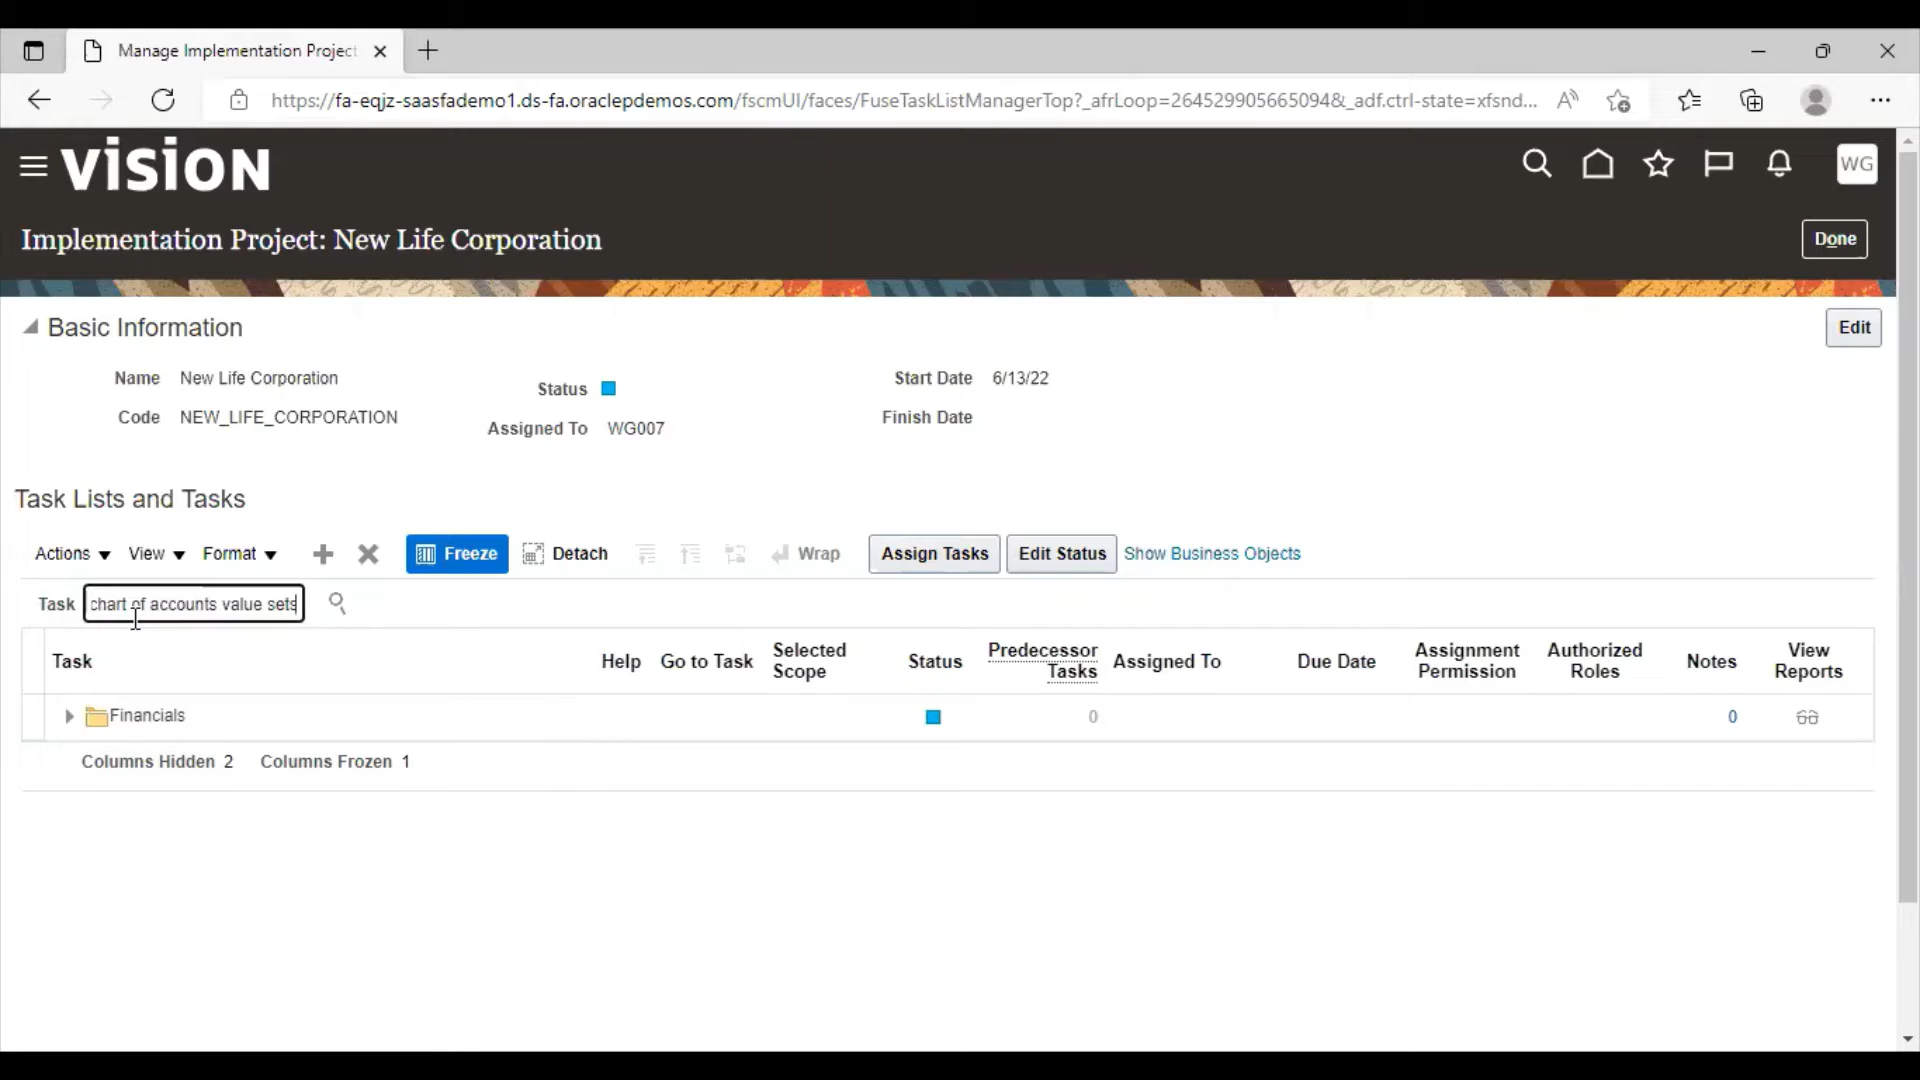 Manage Implementation Project
https://fa-eqjz-saasfademo1.ds-fa.oraclepdemos.com/fscmUI/faces/FuseTaskListManagerTop?_afrLoop=264529905665094&_adf.ctrl-state=xfsnd...
VISION
WG
Implementation Project: New Life Corporation
Done
Basic Information
Edit
Name New Life Corporation
Status
Start Date 6/13/22
Code NEW_LIFE_CORPORATION
Assigned To WG007
Finish Date
Task Lists and Tasks
Actions View Format Freeze Detach Wrap Assign Tasks Edit Status Show Business Objects
Task chart of accounts value sets
Task Help Go to Task Selected Scope Status Predecessor Tasks Assigned To Due Date Assignment Permission Authorized Roles Notes View Reports
Financials 0 0
Columns Hidden 2 Columns Frozen 1